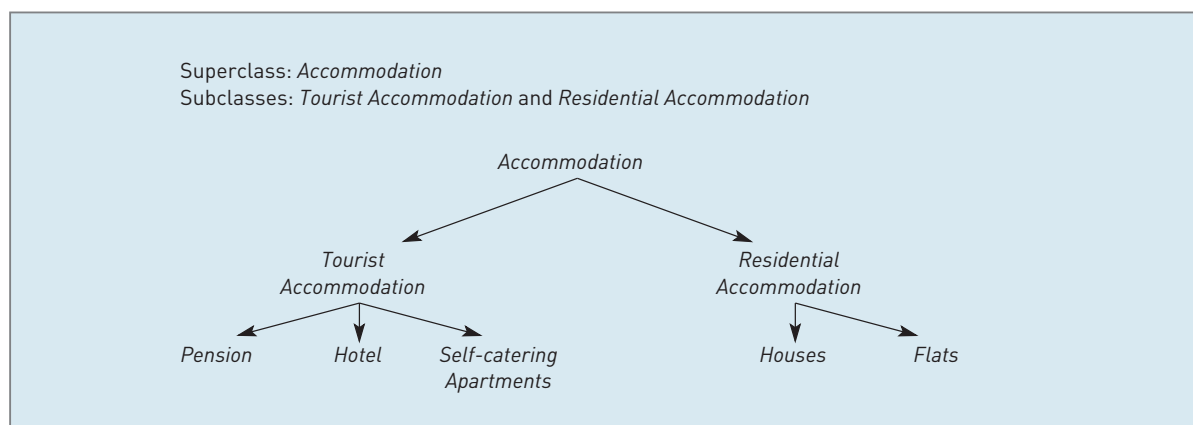 Superclass: Accommodation
Subclasses: Tourist Accommodation and Residential Accommodation
Accommodation
Tourist
Accommodation
Residential
Accommodation
Pension
Hotel
Self-catering
Apartments
Houses
Flats